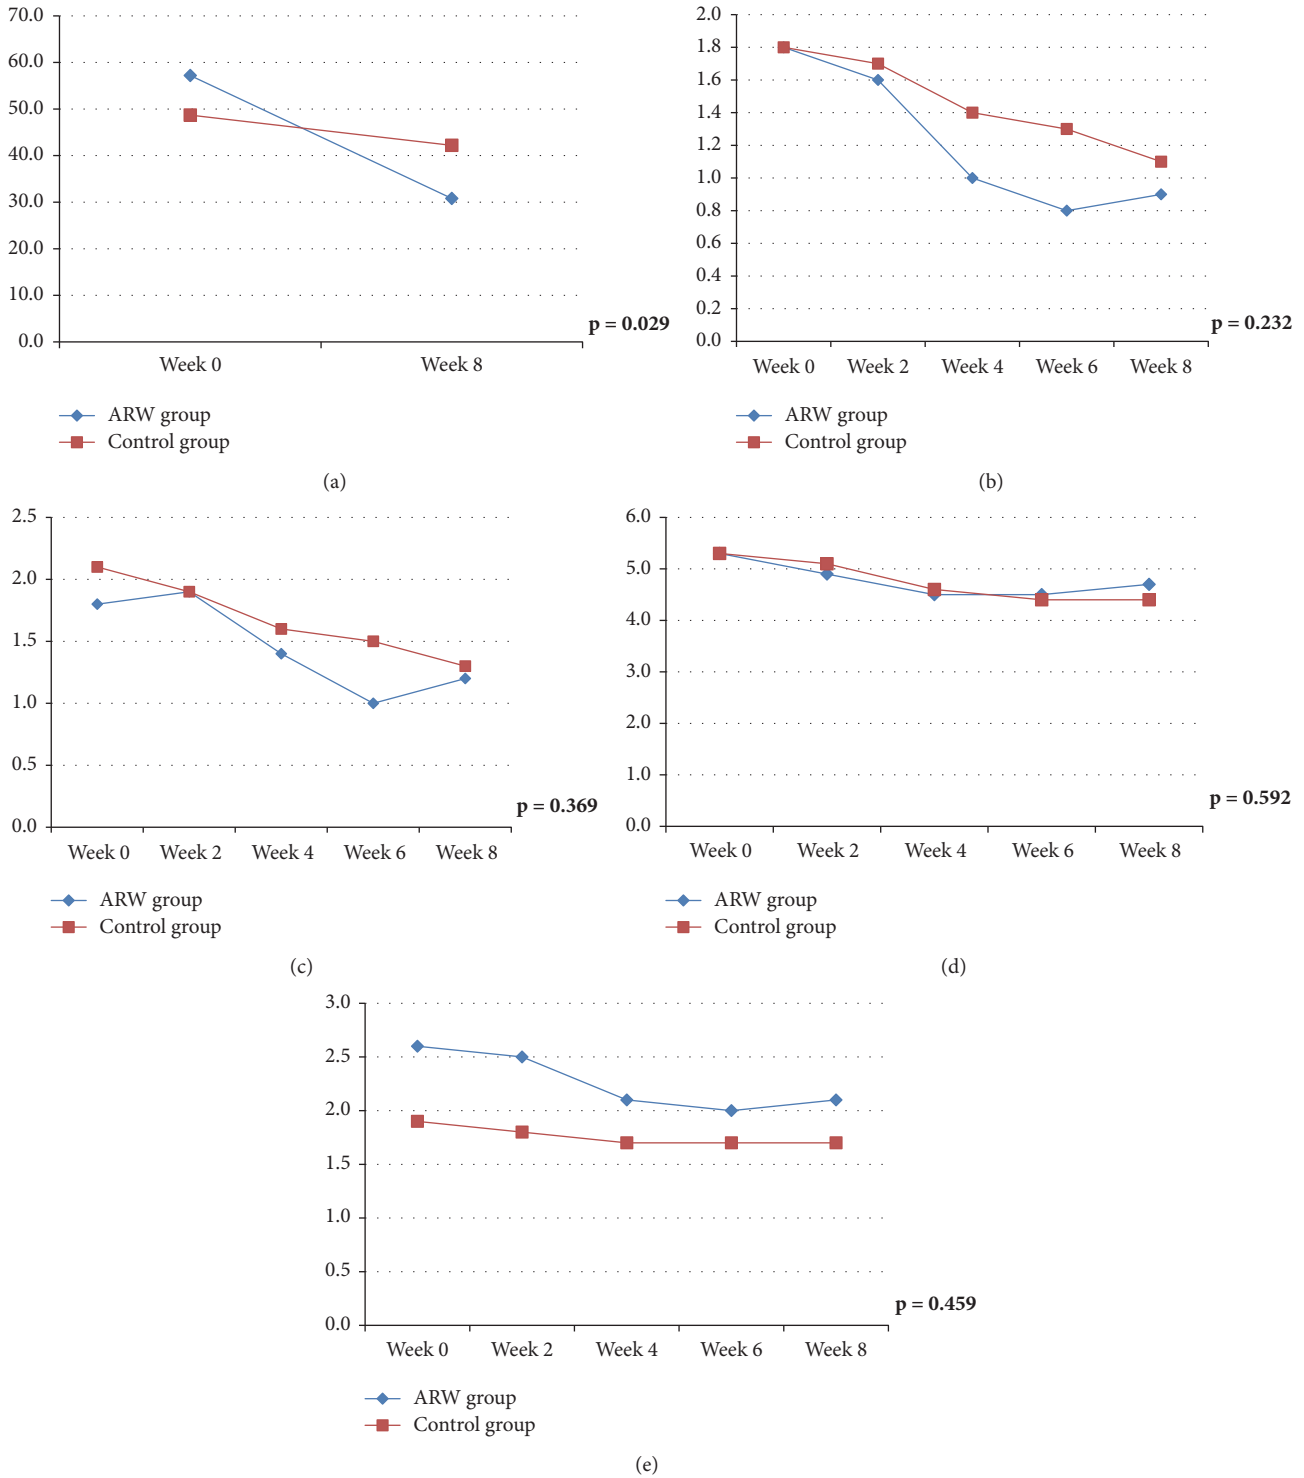 70.0
60.0
50.0
40.0
30.0
20.0
10.0
0.0
Week 0 Week 8
p = 0.029
ARW group
Control group
(a)
2.0
1.8
1.6
1.4
1.2
1.0
0.8
0.6
0.4
0.2
0.0
Week 0 Week 2 Week 4 Week 6 Week 8
p = 0.232
ARW group
Control group
(b)
2.5
2.0
1.5
1.0
0.5
0.0
Week 0 Week 2 Week 4 Week 6 Week 8
p = 0.369
ARW group
Control group
(c)
6.0
5.0
4.0
3.0
2.0
1.0
0.0
Week 0 Week 2 Week 4 Week 6 Week 8
p = 0.592
ARW group
Control group
(d)
3.0
2.5
2.0
1.5
1.0
0.5
0.0
Week 0 Week 2 Week 4 Week 6 Week 8
p = 0.459
ARW group
Control group
(e)